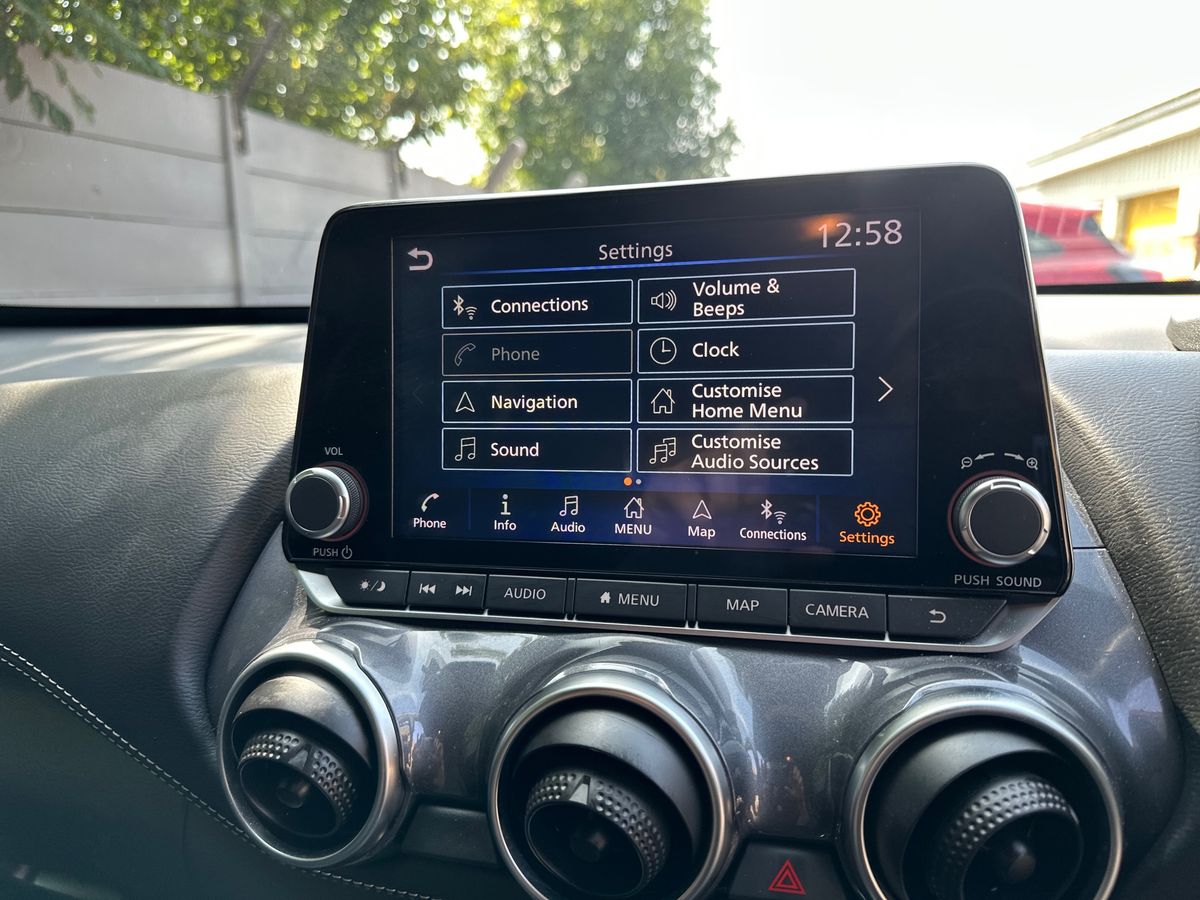 Settings
12:58
Connections
Volume &
Beeps
Phone
Clock
Navigation
Customise
Home Menu
Sound
Customise
Audio Sources
Phone
Info
Audio
MENU
Map
Connections
Settings
VOL
PUSH
PUSH SOUND
AUDIO
MENU
MAP
CAMERA